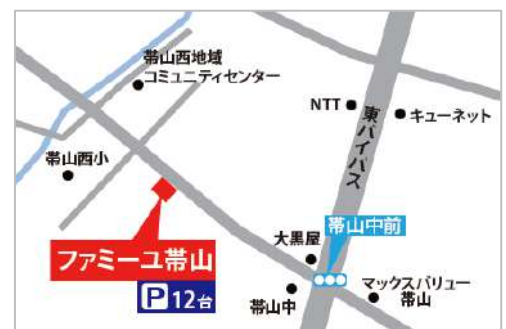 帯山西地域
コミュニティセンター
NTT
キューネット
東バイパス
帯山西小
ファミーユ帯山
P 12台
大黒屋
帯山中前
帯山中
マックスバリュー
帯山